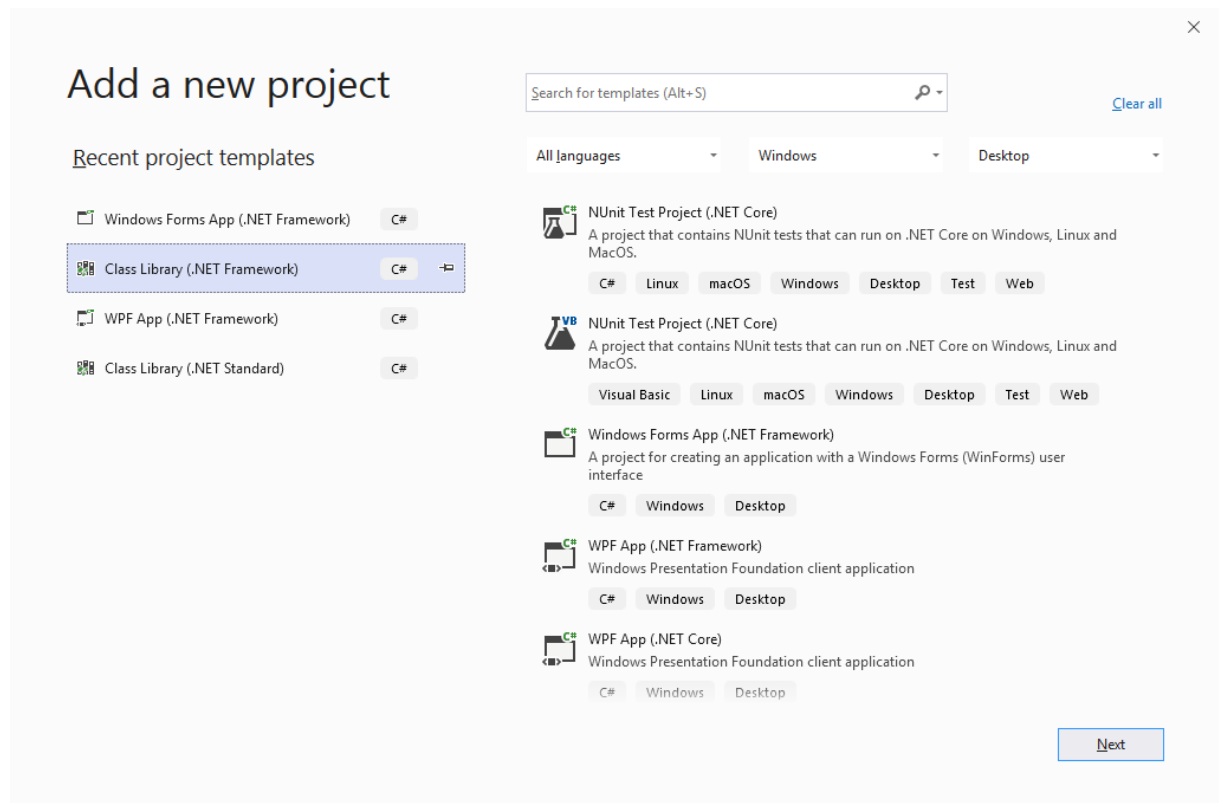 Add a new project
Search for templates (Alt+S)
Clear all
Recent project templates
All languages
Windows
Desktop
Windows Forms App (.NET Framework)
C#
Class Library (.NET Framework)
C#
WPF App (.NET Framework)
C#
Class Library (.NET Standard)
C#
C#
NUnit Test Project (.NET Core)
A project that contains NUnit tests that can run on .NET Core on Windows, Linux and
MacOS.
C# Linux macOS Windows Desktop Test Web
VB
NUnit Test Project (.NET Core)
A project that contains NUnit tests that can run on .NET Core on Windows, Linux and
MacOS.
Visual Basic Linux macOS Windows Desktop Test Web
C#
Windows Forms App (.NET Framework)
A project for creating an application with a Windows Forms (WinForms) user
interface
C# Windows Desktop
C#
WPF App (.NET Framework)
Windows Presentation Foundation client application
C# Windows Desktop
C#
WPF App (.NET Core)
Windows Presentation Foundation client application
C# Windows Desktop
Next